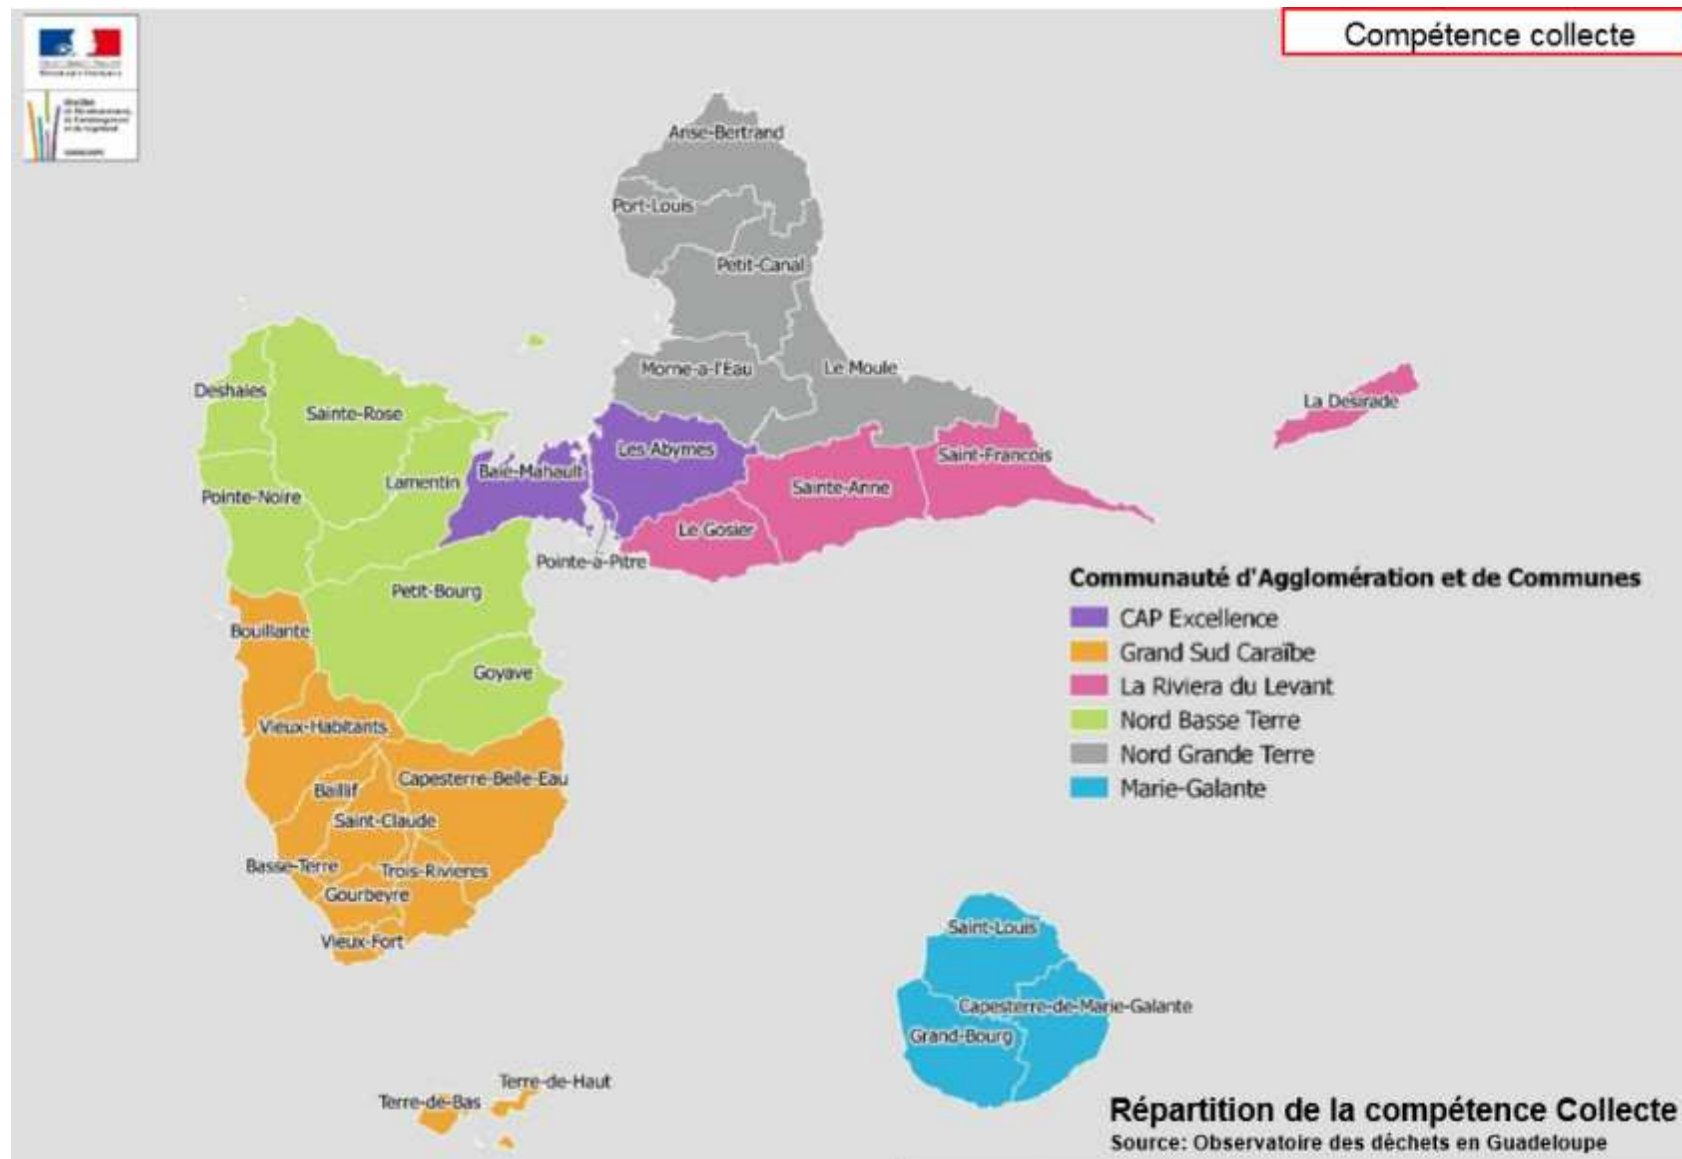 Compétence collecte
Anse-Bertrand
Port-Louis
Petit-Canal
Morne-a-l'Eau
Le Moule
Deshaies
Sainte-Rose
La Desirade
Les Abymes
Saint-Francois
Baie-Mahault
Lamentin
Sainte-Anne
Pointe-Noire
Le Gosier
Pointe-a-Pitre
Petit-Bourg
Communauté d'Agglomération et de Communes
CAP Excellence
Grand Sud Caraïbe
La Riviera du Levant
Nord Basse Terre
Nord Grande Terre
Marie-Galante
Bouillante
Goyave
Vieux-Habitants
Capesterre-Belle-Eau
Baillif
Saint-Claude
Basse-Terre
Trois-Rivieres
Gourbeyre
Vieux-Fort
Saint-Louis
Capesterre-de-Marie-Galante
Grand-Bourg
Terre-de-Haut
Terre-de-Bas
Répartition de la compétence Collecte
Source: Observatoire des déchets en Guadeloupe